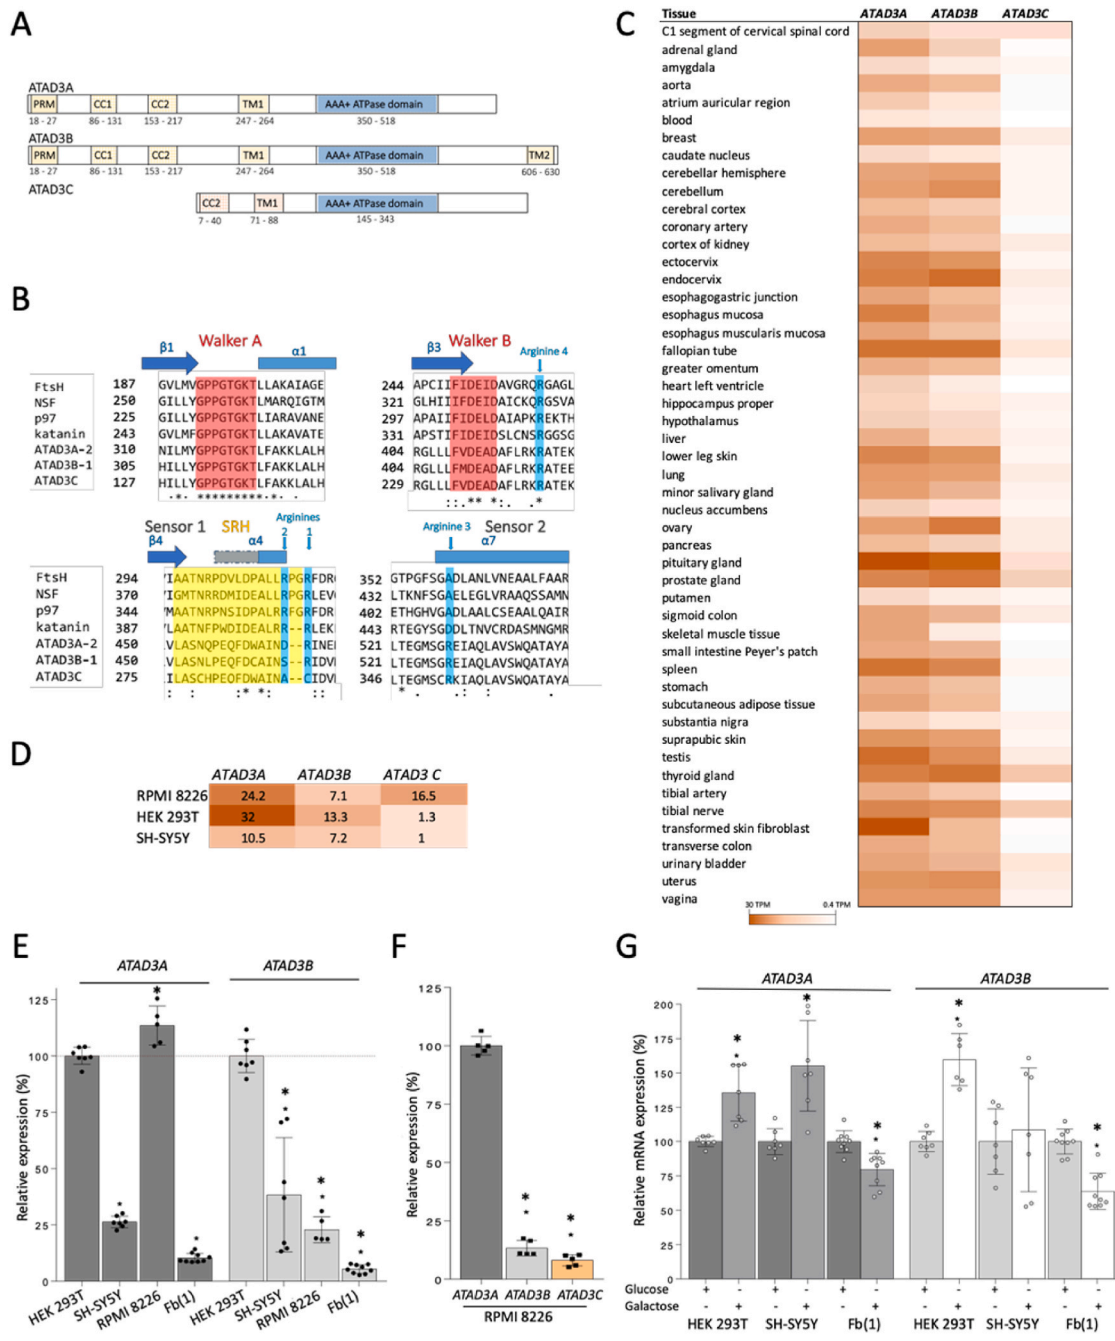 A
ATAD3A
PRM CC1 CC2 TM1 AAA+ ATPase domain
18 - 27 86 - 131 153 - 217 247 - 264 350 - 518
ATAD3B
PRM CC1 CC2 TM1 AAA+ ATPase domain TM2
18 - 27 86 - 131 153 - 217 247 - 264 350 - 518 606 - 630
ATAD3C
CC2 TM1 AAA+ ATPase domain
7 - 40 71 - 88 145 - 343
B
β1 Walker A α1
FtsH 187 GVLMVGPPGTGKTLLAKAIAGE
NSF 250 GILLYGPPGTGKTLMARQIGTM
p97 225 GILLYGPPGTGKTLIARAVANE
katanin 243 GVLMFGPPGTGKTLLAKAVATE
ATAD3A-2 310 NILMYGPPGTGKTLFAKKLALH
ATAD3B-1 305 HILLYGPPGTGKTLFAKKLALH
ATAD3C 127 HILLYGPPGTGKTLFAKKLALH
β3 Walker B Arginine 4
244 APCIIFIDEIDAVGRQRGAGL
321 GLHIIIFDEIDAICKQRGSVA
297 APAIIFIDELDAIAPKREKTH
331 APSTIFIDEIDSLCNSRGGSG
404 RGLLLFVDEADAFLRKRATEK
404 RGLLLFMDEADAFLRKRATEE
229 RGLLLFVDEADAFLRKRATEK
Sensor 1 SRH Arginines
β4 α4 2 1
FtsH 294 VIAATNRPDVLDPALLRPGRFDR
NSF 370 VIGMTNRRDMIDEALLRPGRLEV
p97 344 VMAATNRPNSIDPALRRFGRFDR
katanin 387 VLAATNFPWDIDEALRR--RLEK
ATAD3A-2 450 LVLASNQPEQFDWAIND--RINE
ATAD3B-1 450 LVLASNLPEQFDCAINS--RIDV
ATAD3C 275 LILASCHPEQFDWAINA--CIDV
Arginine 3 Sensor 2
α7
352 GTPGFSGADLANLVNEAALFAAR
432 LTKNFSGAELEGLVRAAQSSAMN
402 ETHGHVGADLAALCSEAALQAIR
443 RTEGYSGDDLTNVCRDASMNGMR
521 LTEGMSGREIAQLAVSWQATAYA
521 LTEGMSGREIAQLAVSWQATAYA
346 LTEGMSCRKIAQLAVSWQATAYA
C
Tissue ATAD3A ATAD3B ATAD3C
C1 segment of cervical spinal cord
adrenal gland
amygdala
aorta
atrium auricular region
blood
breast
caudate nucleus
cerebellar hemisphere
cerebellum
cerebral cortex
coronary artery
cortex of kidney
ectocervix
endocervix
esophagogastric junction
esophagus mucosa
esophagus muscularis mucosa
fallopian tube
greater omentum
heart left ventricle
hippocampus proper
hypothalamus
liver
lower leg skin
lung
minor salivary gland
nucleus accumbens
ovary
pancreas
pituitary gland
prostate gland
putamen
sigmoid colon
skeletal muscle tissue
small intestine Peyer's patch
spleen
stomach
subcutaneous adipose tissue
substantia nigra
suprapubic skin
testis
thyroid gland
tibial artery
tibial nerve
transformed skin fibroblast
transverse colon
urinary bladder
uterus
vagina
30 TPM 0.4 TPM
D
ATAD3A ATAD3B ATAD3 C
RPMI 8226 24.2 7.1 16.5
HEK 293T 32 13.3 1.3
SH-SY5Y 10.5 7.2 1
E
ATAD3A ATAD3B
Relative expression (%)
125
100
75
50
25
0
HEK 293T SH-SY5Y RPMI 8226 Fb(1) HEK 293T SH-SY5Y RPMI 8226 Fb(1)
F
Relative expression (%)
125
100
75
50
25
0
ATAD3A ATAD3B ATAD3C
RPMI 8226
G
ATAD3A ATAD3B
Relative mRNA expression (%)
200
175
150
125
100
75
50
25
0
Glucose + - + - + - + - + - + -
Galactose - + - + - + - + - + - +
HEK 293T SH-SY5Y Fb(1) HEK 293T SH-SY5Y Fb(1)